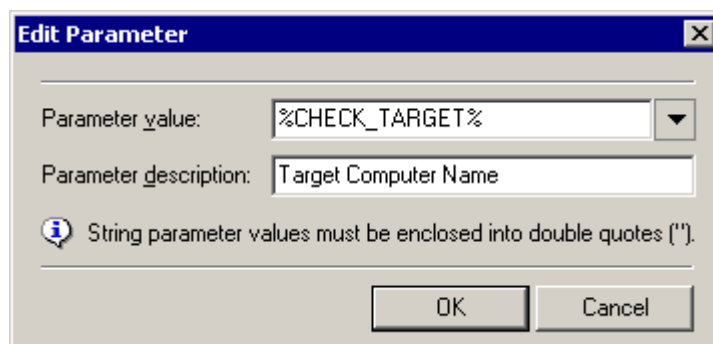 Edit Parameter
Parameter value: %CHECK_TARGET%
Parameter description: Target Computer Name
String parameter values must be enclosed into double quotes (").
OK Cancel